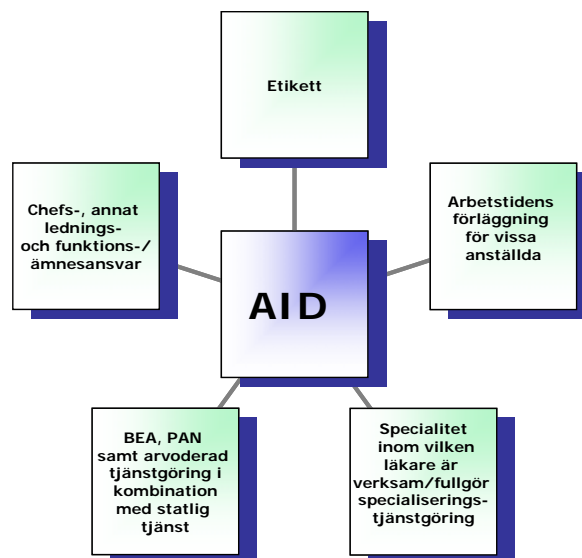 Etikett
Chefs-, annat
lednings-
och funktions-/
ämnesansvar
Arbetstidens
förläggning
för vissa
anställda
AID
BEA, PAN
samt arvoderad
tjänstgöring i
kombination
med statlig
tjänst
Specialitet
inom vilken
läkare är
verksam/fullgör
specialiserings-
tjänstgöring